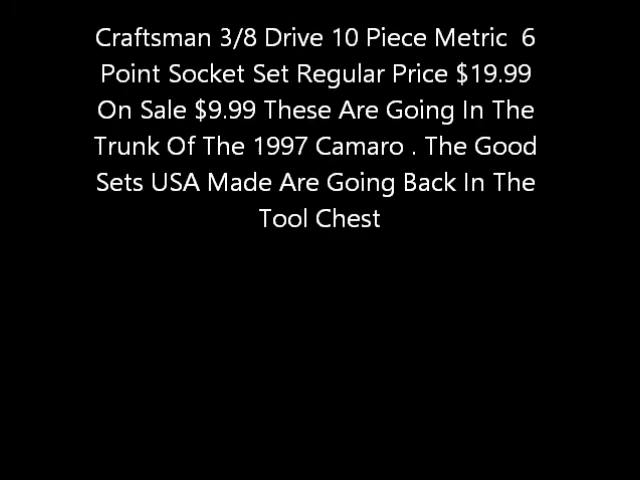 Craftsman 3/8 Drive 10 Piece Metric  6
Point Socket Set Regular Price $19.99
On Sale $9.99 These Are Going In The
Trunk Of The 1997 Camaro . The Good
Sets USA Made Are Going Back In The
Tool Chest